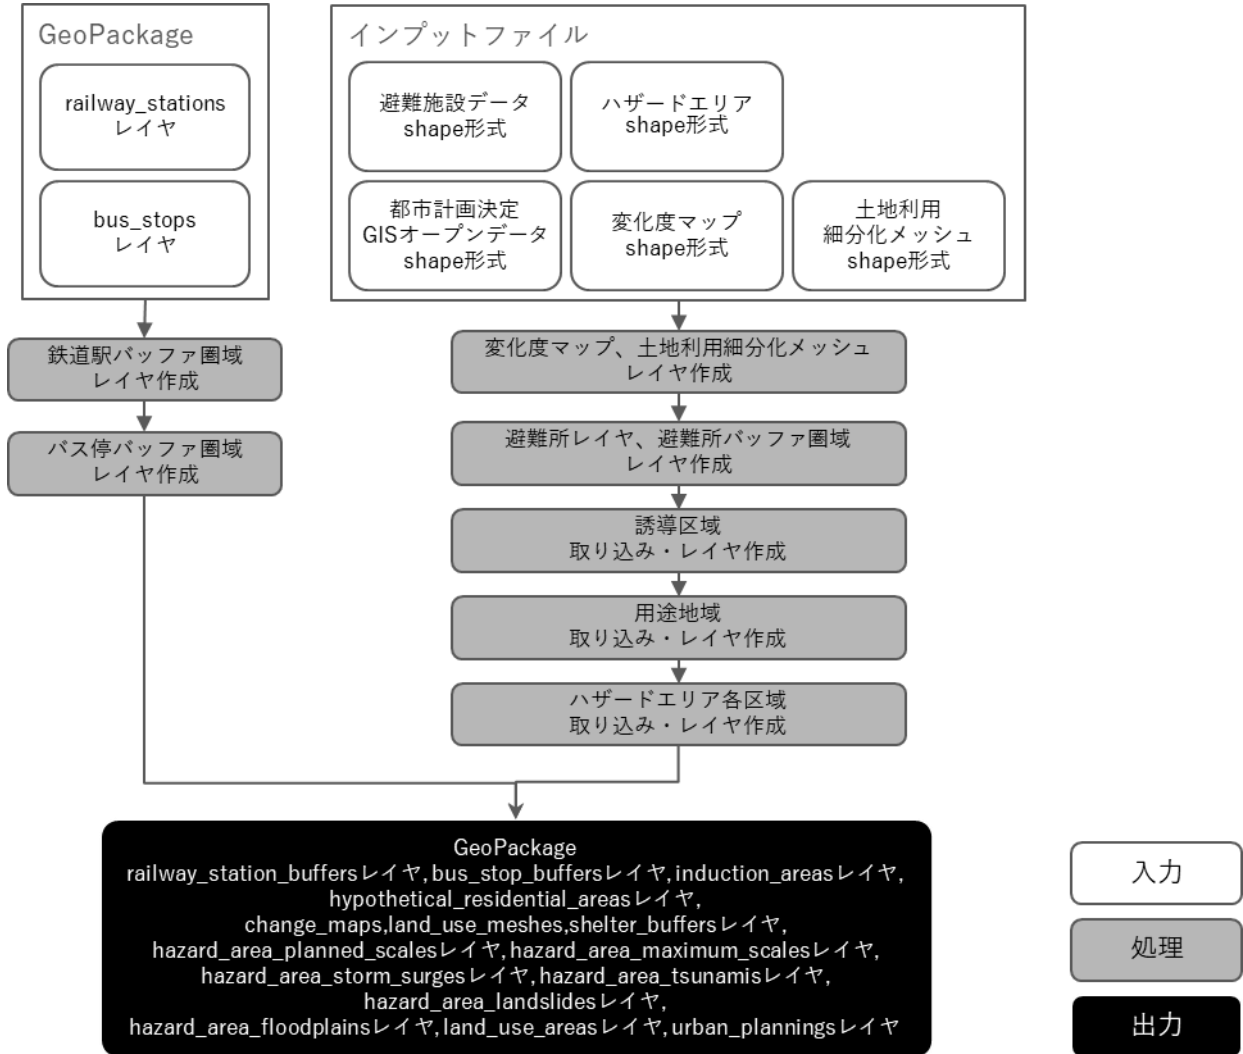 GeoPackage
railway_stations
レイヤ
bus_stops
レイヤ
インプットファイル
避難施設データ
shape形式
ハザードエリア
shape形式
都市計画決定
GISオープンデータ
shape形式
変化度マップ
shape形式
土地利用
細分化メッシュ
shape形式
鉄道駅バッファ圏域
レイヤ作成
バス停バッファ圏域
レイヤ作成
変化度マップ、土地利用細分化メッシュ
レイヤ作成
避難所レイヤ、避難所バッファ圏域
レイヤ作成
誘導区域
取り込み・レイヤ作成
用途地域
取り込み・レイヤ作成
ハザードエリア各区域
取り込み・レイヤ作成
GeoPackage
railway_station_buffersレイヤ,bus_stop_buffersレイヤ,induction_areasレイヤ,
hypothetical_residential_areasレイヤ,
change_maps,land_use_meshes,shelter_buffersレイヤ,
hazard_area_planned_scalesレイヤ,hazard_area_maximum_scalesレイヤ,
hazard_area_storm_surgesレイヤ,hazard_area_tsunamisレイヤ,
hazard_area_landslidesレイヤ,
hazard_area_floodplainsレイヤ,land_use_areasレイヤ,urban_planningsレイヤ
入力
処理
出力